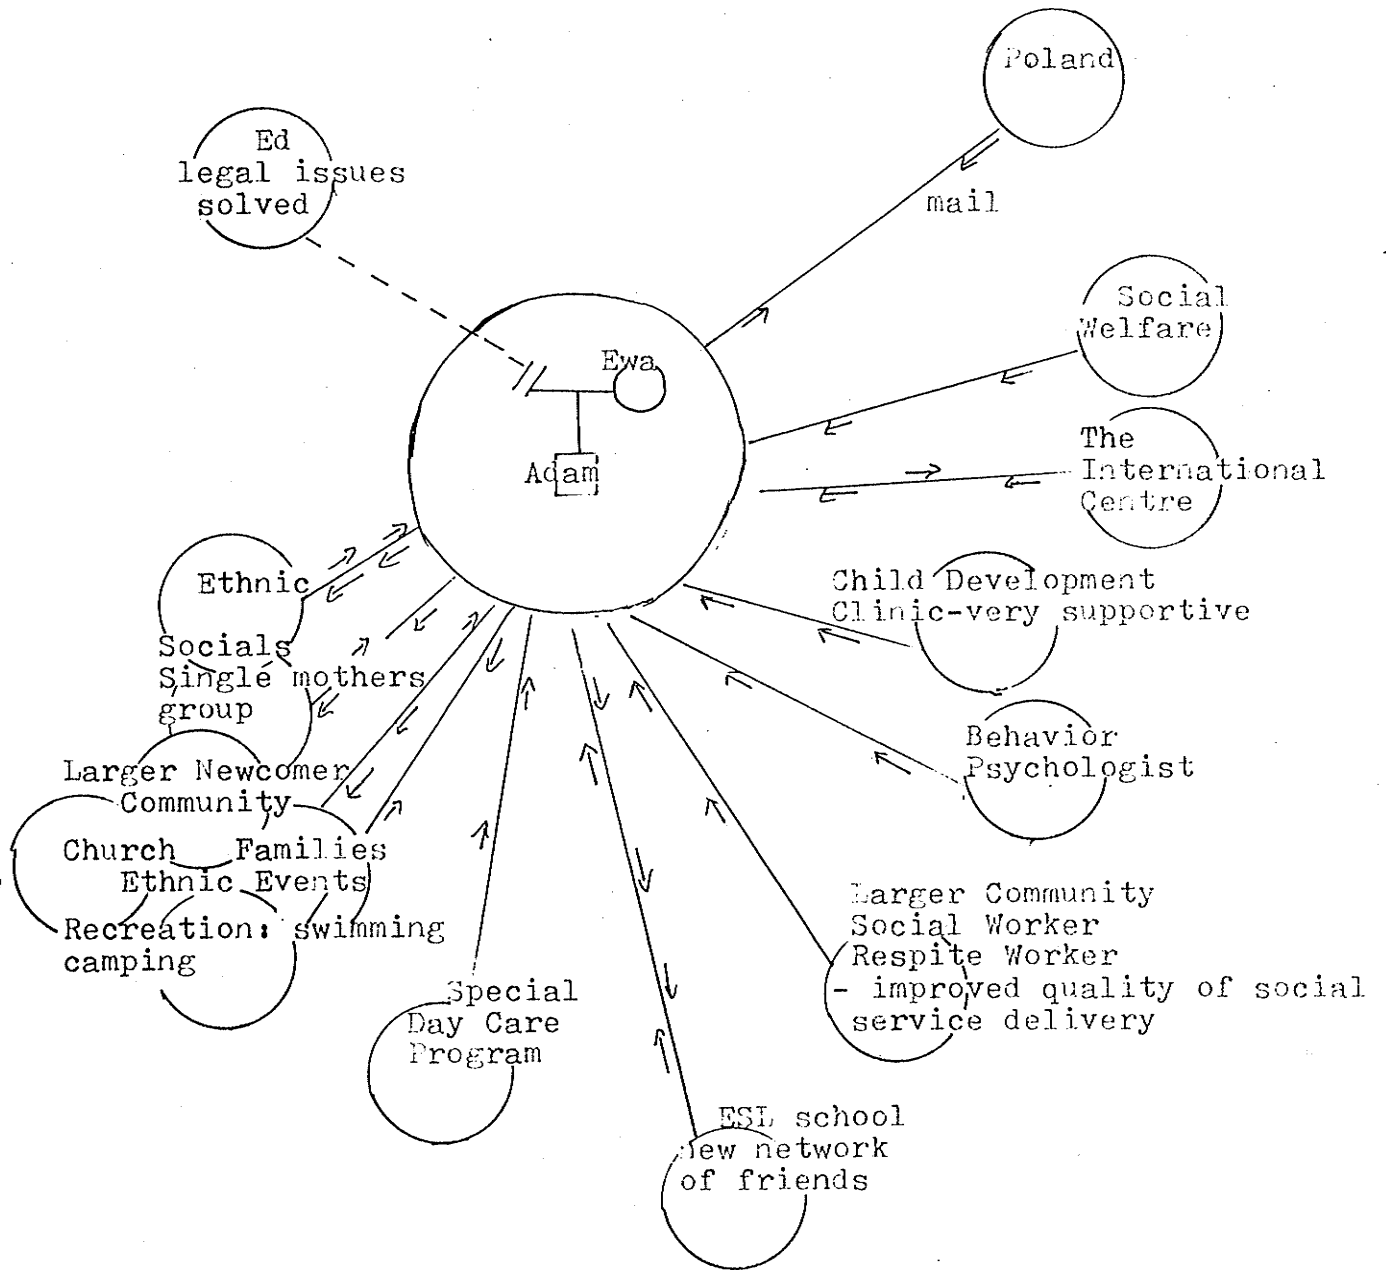 Poland
Ed
legal issues
solved
mail
Social
Welfare
Ewa
The
International
Centre
Adam
Ethnic
Child Development
Clinic-very supportive
Socials
Single mothers
group
Behavior
Psychologist
Larger Newcomer
Community
Church Families
Ethnic Events
Recreation: swimming
camping
Larger Community
Social Worker
Respite Worker
- improved quality of social
service delivery
Special
Day Care
Program
ESL school
new network
of friends